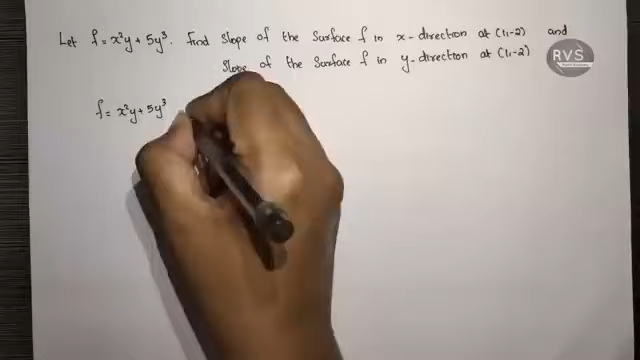 Let f = x²y + 5y³. Find Slope of the Surface f in x-direction at (1,-2) and
Slope of the Surface f in y-direction at (1,-2)
RVS
f = x²y + 5y³